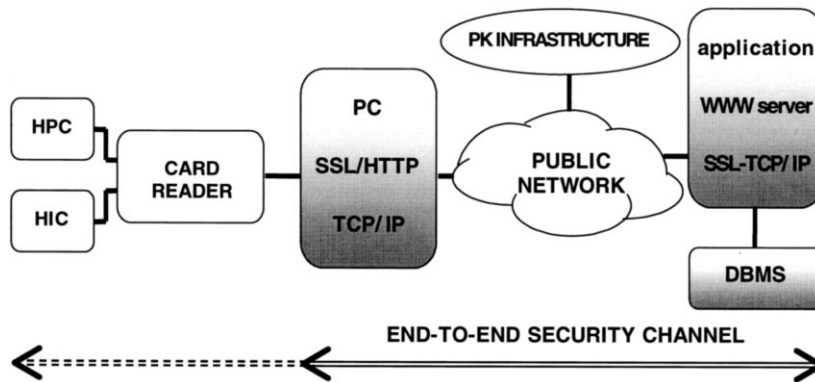 PK INFRASTRUCTURE
application
WWW server
SSL-TCP/IP
HPC
HIC
CARD
READER
PC
SSL/HTTP
TCP/IP
PUBLIC
NETWORK
DBMS
END-TO-END SECURITY CHANNEL